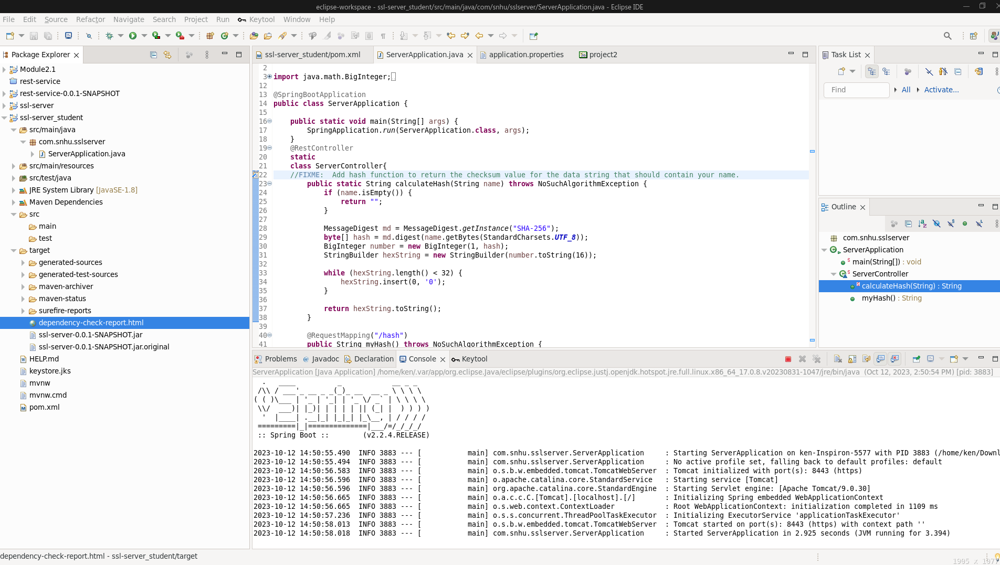 eclipse-workspace - ssl-server_student/src/main/java/com/snhu/sslserver/ServerApplication.java - Eclipse IDE
File Edit Source Refactor Navigate Search Project Run Keytool Window Help
Package Explorer
Module2.1
rest-service
rest-service-0.0.1-SNAPSHOT
ssl-server
ssl-server_student
src/main/java
com.snhu.sslserver
ServerApplication.java
src/main/resources
src/test/java
JRE System Library [JavaSE-1.8]
Maven Dependencies
src
main
test
target
generated-sources
generated-test-sources
maven-archiver
maven-status
surefire-reports
dependency-check-report.html
ssl-server-0.0.1-SNAPSHOT.jar
ssl-server-0.0.1-SNAPSHOT.jar.original
HELP.md
keystore.jks
mvnw
mvnw.cmd
pom.xml
ssl-server_student/pom.xml ServerApplication.java application.properties project2
2
3 import java.math.BigInteger;
12
13 @SpringBootApplication
14 public class ServerApplication {
15
16 public static void main(String[] args) {
17 SpringApplication.run(ServerApplication.class, args);
18 }
19 @RestController
20 static
21 class ServerController{
22 //FIXME:  Add hash function to return the checksum value for the data string that should contain your name.
23 public static String calculateHash(String name) throws NoSuchAlgorithmException {
24 if (name.isEmpty()) {
25 return "";
26 }
27
28 MessageDigest md = MessageDigest.getInstance("SHA-256");
29 byte[] hash = md.digest(name.getBytes(StandardCharsets.UTF_8));
30 BigInteger number = new BigInteger(1, hash);
31 StringBuilder hexString = new StringBuilder(number.toString(16));
32
33 while (hexString.length() < 32) {
34 hexString.insert(0, '0');
35 }
36
37 return hexString.toString();
38 }
39
40 @RequestMapping("/hash")
41 public String myHash() throws NoSuchAlgorithmException {
Task List
Find All Activate...
Outline
com.snhu.sslserver
ServerApplication
main(String[]) : void
ServerController
calculateHash(String) : String
myHash() : String
Problems Javadoc Declaration Console Keytool
ServerApplication [Java Application] /home/ken/.var/app/org.eclipse.Java/eclipse/plugins/org.eclipse.justj.openjdk.hotspot.jre.full.linux.x86_64_17.0.8.v20230831-1047/jre/bin/java (Oct 12, 2023, 2:50:54 PM) [pid: 3883]
:: Spring Boot :: (v2.2.4.RELEASE)
2023-10-12 14:50:55.490 INFO 3883 --- [ main] com.snhu.sslserver.ServerApplication : Starting ServerApplication on ken-Inspiron-5577 with PID 3883 (/home/ken/Downl
2023-10-12 14:50:55.494 INFO 3883 --- [ main] com.snhu.sslserver.ServerApplication : No active profile set, falling back to default profiles: default
2023-10-12 14:50:56.583 INFO 3883 --- [ main] o.s.b.w.embedded.tomcat.TomcatWebServer : Tomcat initialized with port(s): 8443 (https)
2023-10-12 14:50:56.596 INFO 3883 --- [ main] o.apache.catalina.core.StandardService : Starting service [Tomcat]
2023-10-12 14:50:56.596 INFO 3883 --- [ main] org.apache.catalina.core.StandardEngine : Starting Servlet engine: [Apache Tomcat/9.0.30]
2023-10-12 14:50:56.665 INFO 3883 --- [ main] o.a.c.c.C.[Tomcat].[localhost].[/] : Initializing Spring embedded WebApplicationContext
2023-10-12 14:50:56.665 INFO 3883 --- [ main] o.s.web.context.ContextLoader : Root WebApplicationContext: initialization completed in 1109 ms
2023-10-12 14:50:57.236 INFO 3883 --- [ main] o.s.s.concurrent.ThreadPoolTaskExecutor : Initializing ExecutorService 'applicationTaskExecutor'
2023-10-12 14:50:58.013 INFO 3883 --- [ main] o.s.b.w.embedded.tomcat.TomcatWebServer : Tomcat started on port(s): 8443 (https) with context path ''
2023-10-12 14:50:58.018 INFO 3883 --- [ main] com.snhu.sslserver.ServerApplication : Started ServerApplication in 2.925 seconds (JVM running for 3.394)
dependency-check-report.html - ssl-server_student/target
1905 x 1077